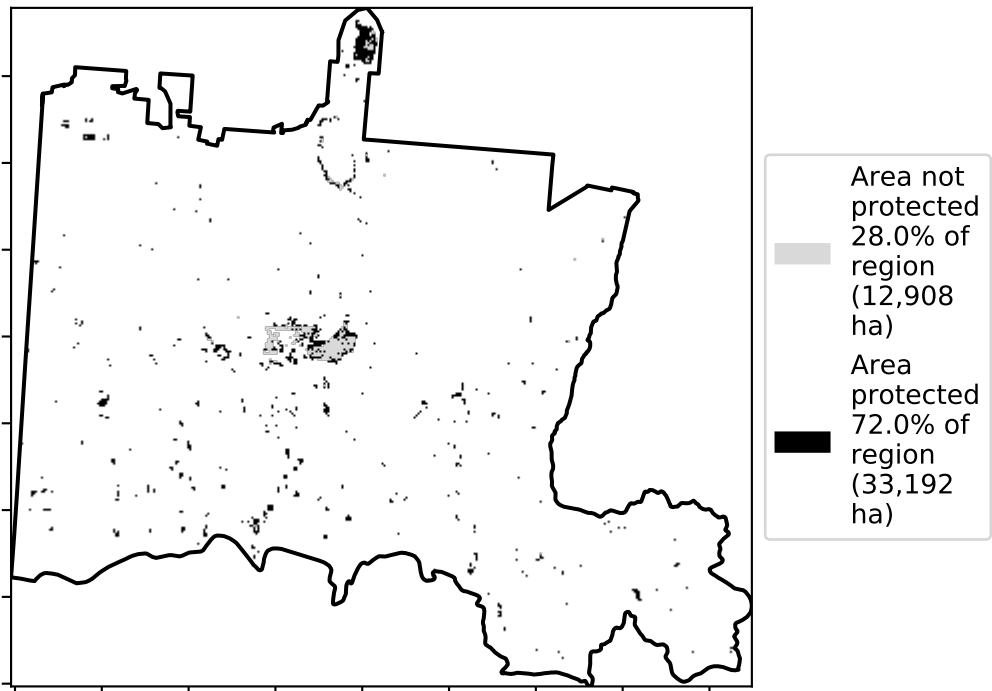 Area not
protected
28.0% of
region
(12,908
ha)
Area
protected
72.0% of
region
(33,192
ha)